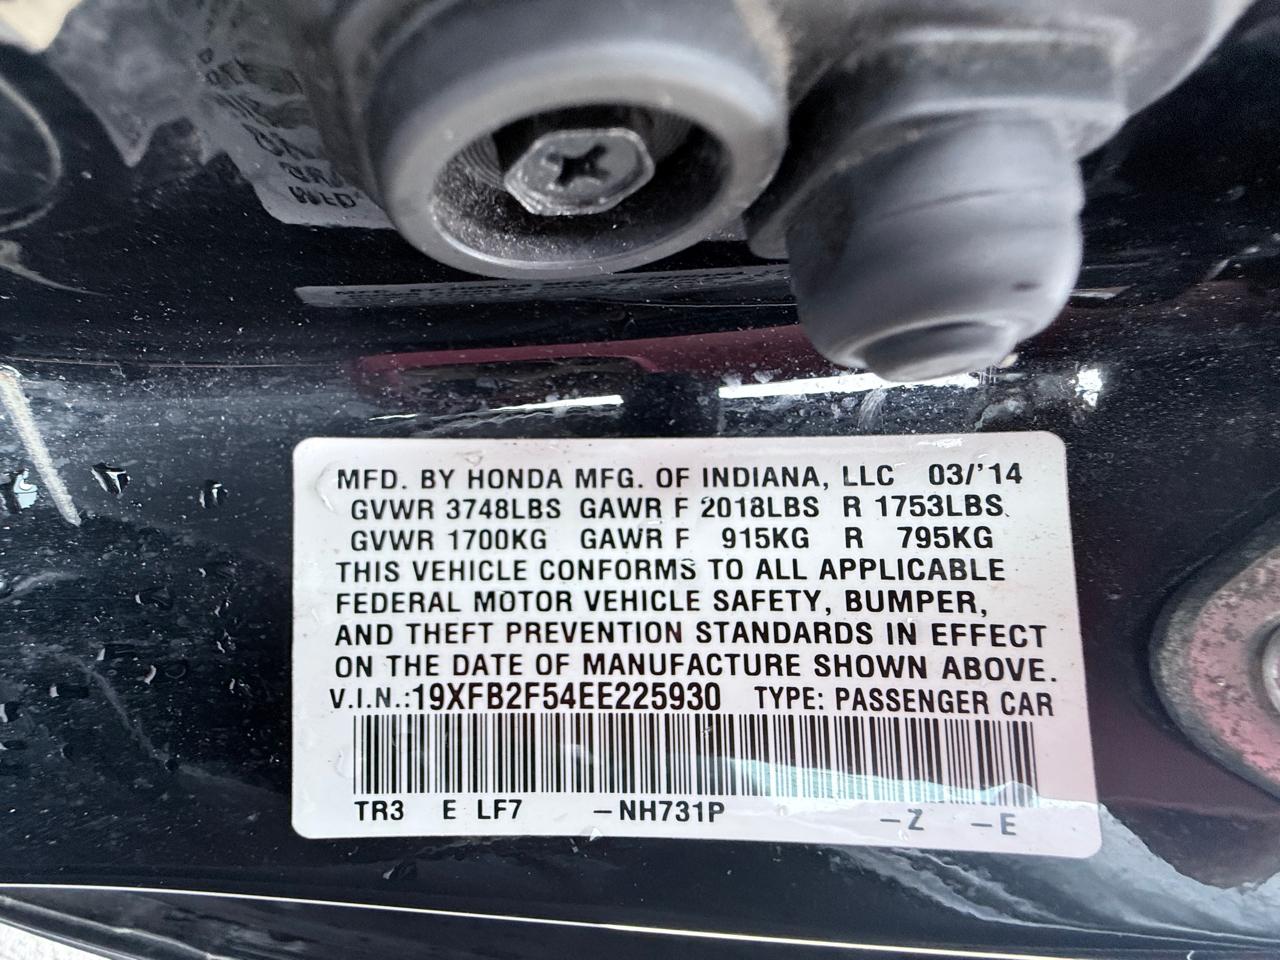 MFD. BY HONDA MFG. OF INDIANA, LLC 03/'14
GVWR 3748LBS GAWR F 2018LBS R 1753LBS
GVWR 1700KG GAWR F 915KG R 795KG
THIS VEHICLE CONFORMS TO ALL APPLICABLE
FEDERAL MOTOR VEHICLE SAFETY, BUMPER,
AND THEFT PREVENTION STANDARDS IN EFFECT
ON THE DATE OF MANUFACTURE SHOWN ABOVE.
V.I.N.:19XFB2F54EE225930 TYPE: PASSENGER CAR
TR3 E LF7 -NH731P -Z -E